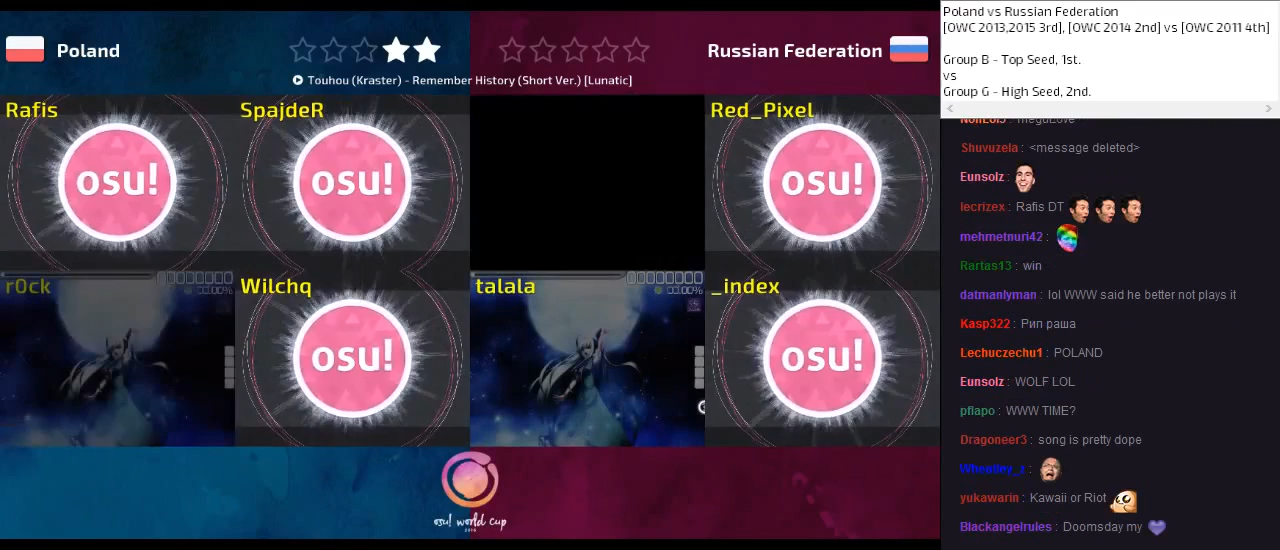 Poland
Russian Federation
Touhou (Kraster) - Remember History (Short Ver.) [Lunatic]
Rafis
SpajdeR
Red_Pixel
osu!
osu!
osu!
r0ck
Wilchq
talala
_index
osu!
osu!
osu! world cup
Poland vs Russian Federation
[OWC 2013,2015 3rd], [OWC 2014 2nd] vs [OWC 2011 4th]
Group B - Top Seed, 1st.
vs
Group G - High Seed, 2nd.
Shuvuzela : <message deleted>
Eunsolz :
lecrizex : Rafis DT
mehmetnuri42 :
Rartas13 : win
datmanlyman : lol WWW said he better not plays it
Kasp322 : Рип раша
Lechuczechu1 : POLAND
Eunsolz : WOLF LOL
pflapo : WWW TIME?
Dragoneer3 : song is pretty dope
Wheatley_z :
yukawarin : Kawaii or Riot
Blackangelrules : Doomsday my